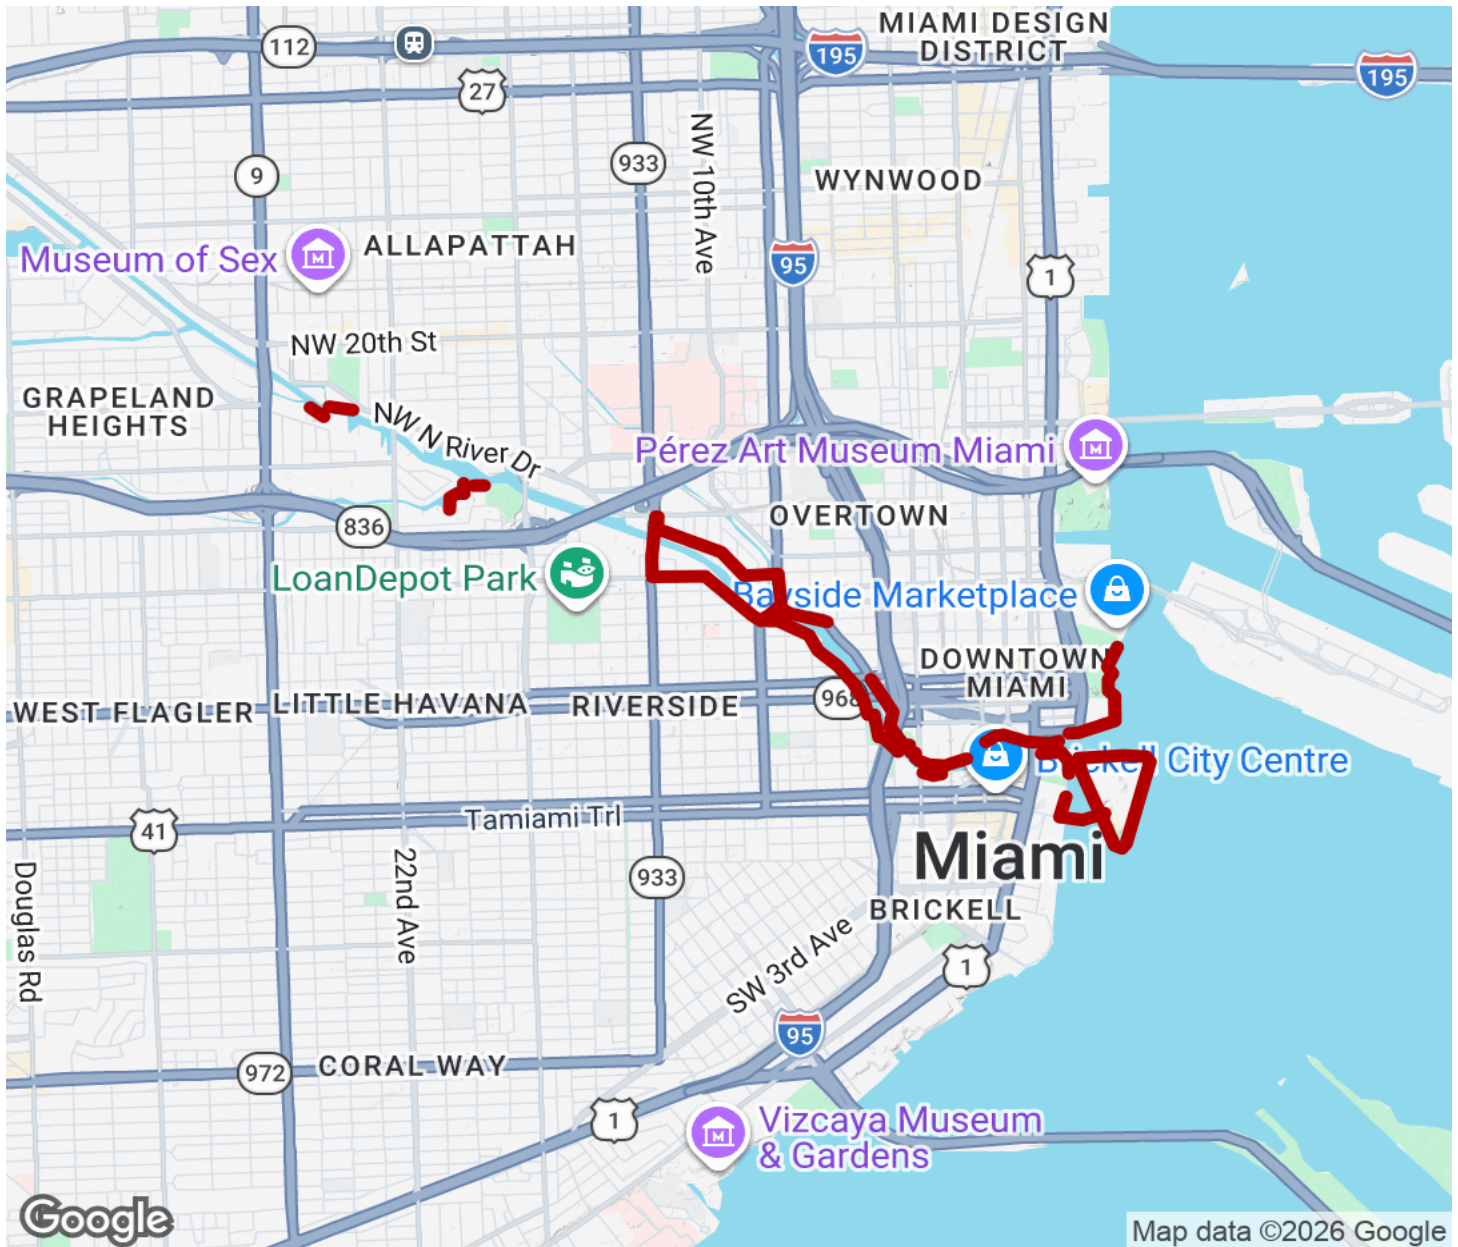 MIAMI DESIGN
DISTRICT
112
195
195
27
NW 10th Ave
933
9
WYNWOOD
ALLAPATTAH
Museum of Sex
95
1
NW 20th St
GRAPELAND
HEIGHTS
NW N River Dr
Pérez Art Museum Miami
836
OVERTOWN
LoanDepot Park
Bayside Marketplace
DOWNTOWN
MIAMI
WEST FLAGLER
LITTLE HAVANA
RIVERSIDE
968
Brickell City Centre
Tamiami Trl
41
Miami
22nd Ave
933
Douglas Rd
BRICKELL
SW 3rd Ave
1
95
CORAL WAY
972
1
Vizcaya Museum
& Gardens
Google
Map data ©2026 Google